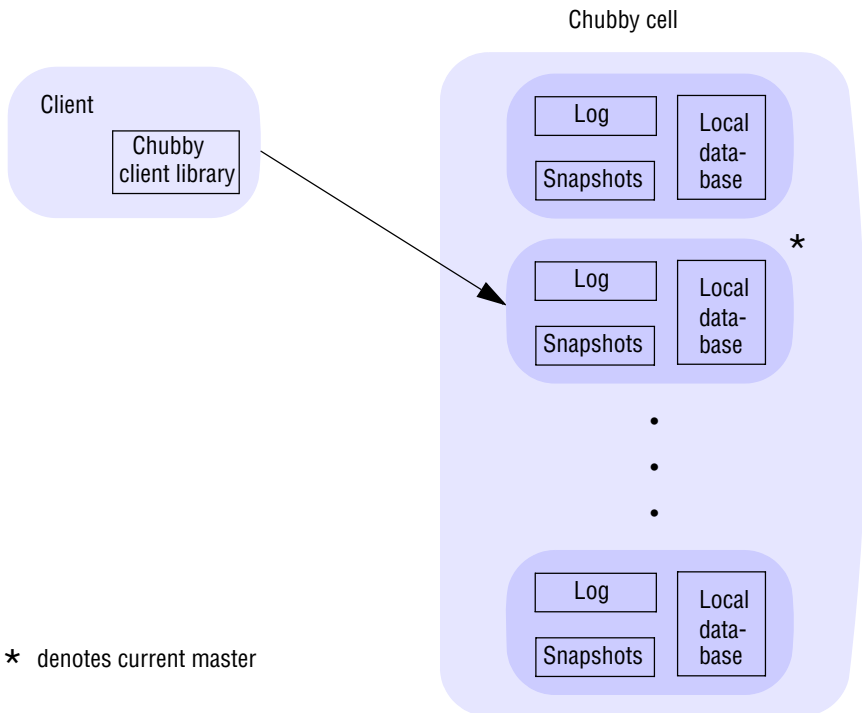 Chubby cell
Client
Chubby
client library
Log
Snapshots
Local
data-
base
*
Log
Snapshots
Local
data-
base
Log
Snapshots
Local
data-
base
* denotes current master